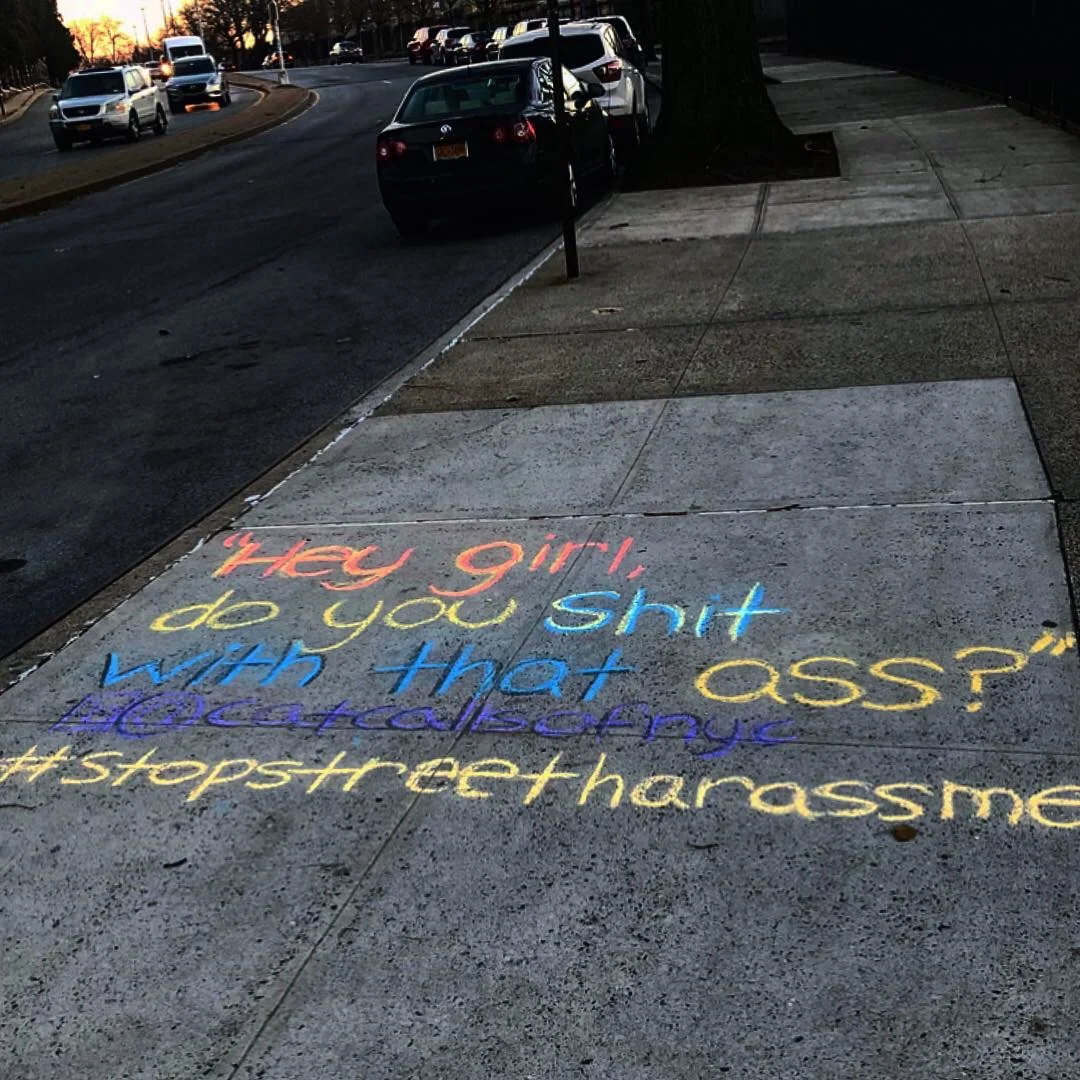 "Hey girl,
do you shit
with that ass?"
@catcallsofnyc
#stopstreetharassme